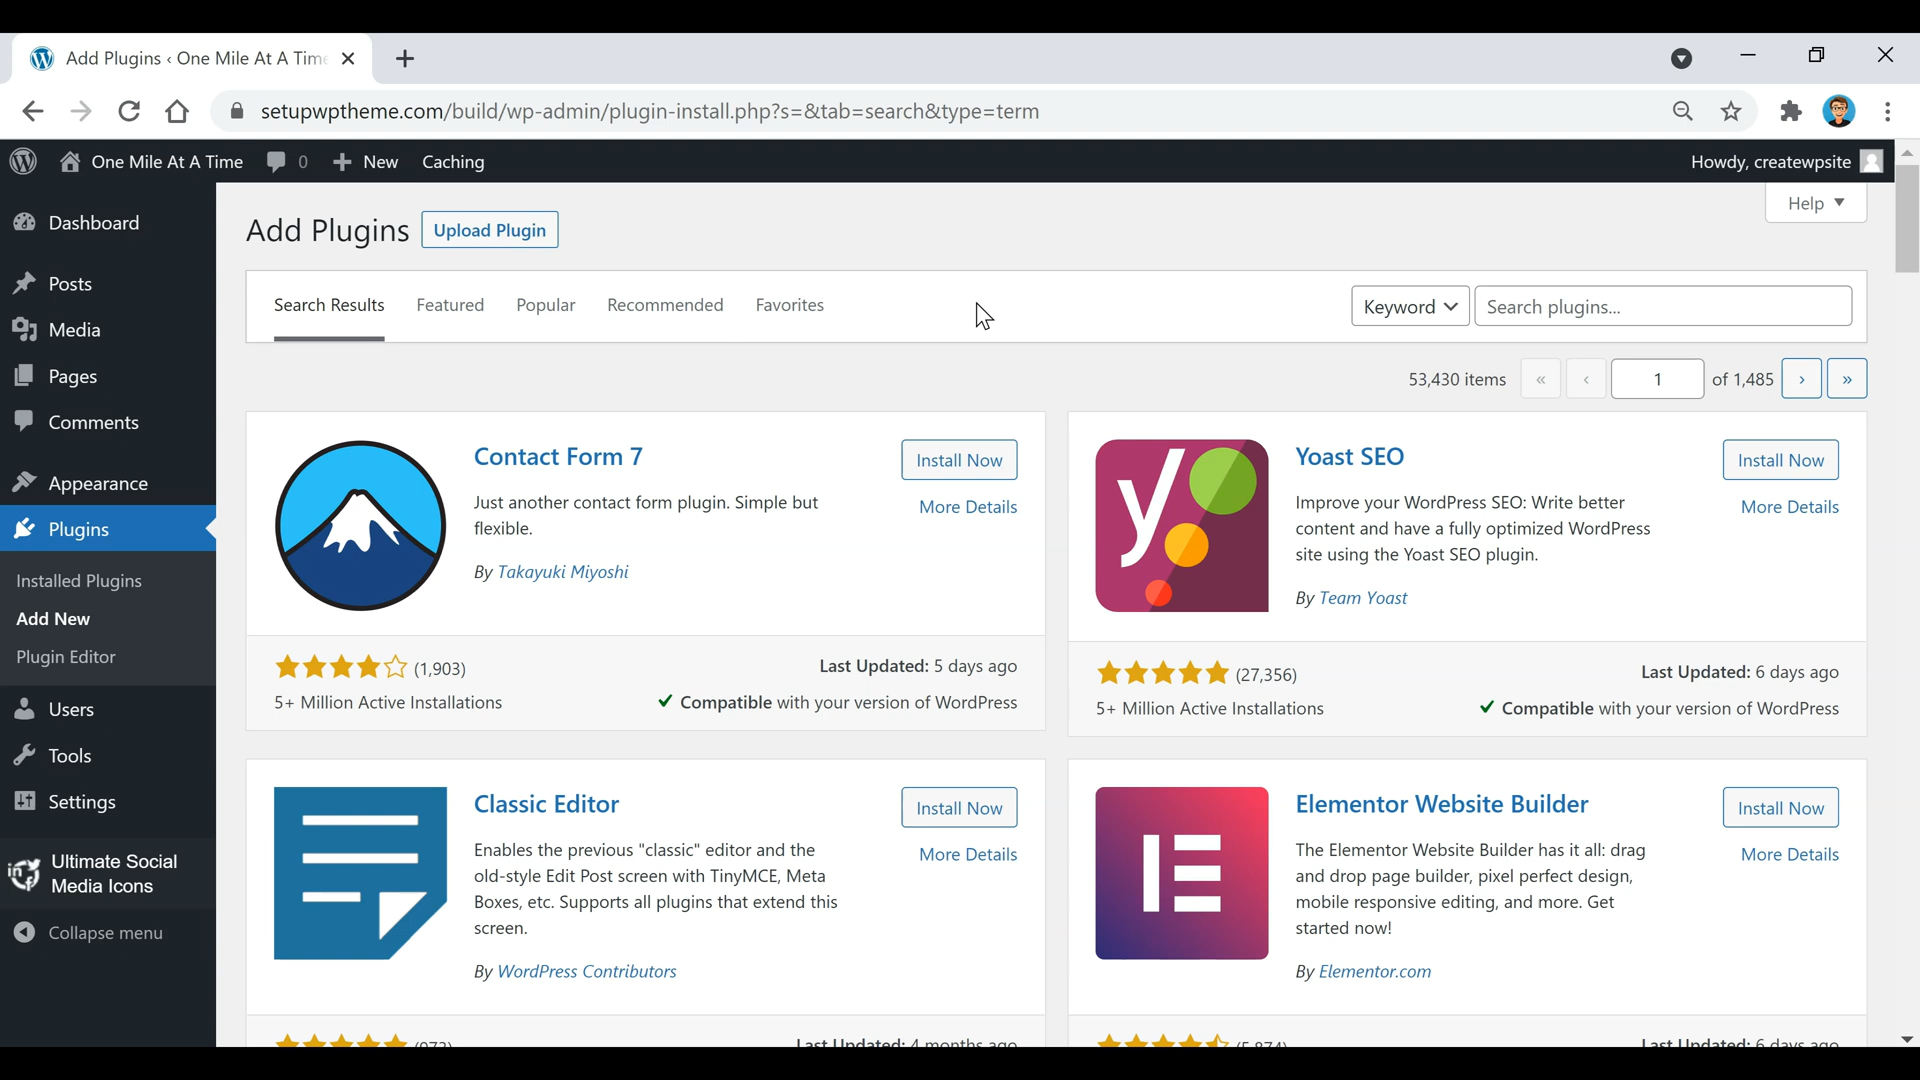 Add Plugins ‹ One Mile At A Time
setupwptheme.com/build/wp-admin/plugin-install.php?s=&tab=search&type=term
One Mile At A Time 0 New Caching Howdy, createwpsite
Help
Dashboard
Posts
Media
Pages
Comments
Appearance
Plugins
Installed Plugins
Add New
Plugin Editor
Users
Tools
Settings
Ultimate Social
Media Icons
Collapse menu
Add Plugins Upload Plugin
Search Results Featured Popular Recommended Favorites Keyword Search plugins...
53,430 items « ‹ 1 of 1,485 › »
Contact Form 7
Install Now
More Details
Just another contact form plugin. Simple but
flexible.
By Takayuki Miyoshi
(1,903)
Last Updated: 5 days ago
5+ Million Active Installations
Compatible with your version of WordPress
Yoast SEO
Install Now
More Details
Improve your WordPress SEO: Write better
content and have a fully optimized WordPress
site using the Yoast SEO plugin.
By Team Yoast
(27,356)
Last Updated: 6 days ago
5+ Million Active Installations
Compatible with your version of WordPress
Classic Editor
Install Now
More Details
Enables the previous "classic" editor and the
old-style Edit Post screen with TinyMCE, Meta
Boxes, etc. Supports all plugins that extend this
screen.
By WordPress Contributors
Last Updated: 4 months ago
Elementor Website Builder
Install Now
More Details
The Elementor Website Builder has it all: drag
and drop page builder, pixel perfect design,
mobile responsive editing, and more. Get
started now!
By Elementor.com
Last Updated: 6 days ago